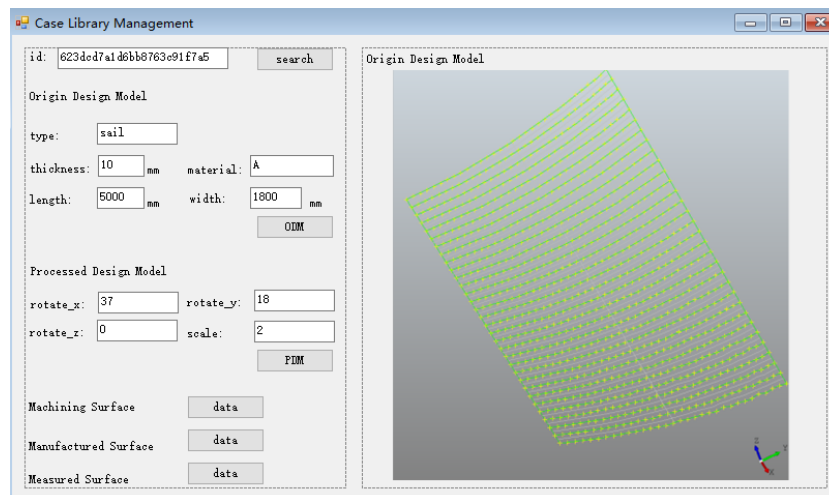 Case Library Management
id: 623dcd7a1d6bb8763c91f7a5 search
Origin Design Model
type: sail
thickness: 10 mm material: A
length: 5000 mm width: 1800 mm
ODM
Processed Design Model
rotate_x: 37 rotate_y: 18
rotate_z: 0 scale: 2
PDM
Machining Surface data
Manufactured Surface data
Measured Surface data
Origin Design Model
Z
Y
X